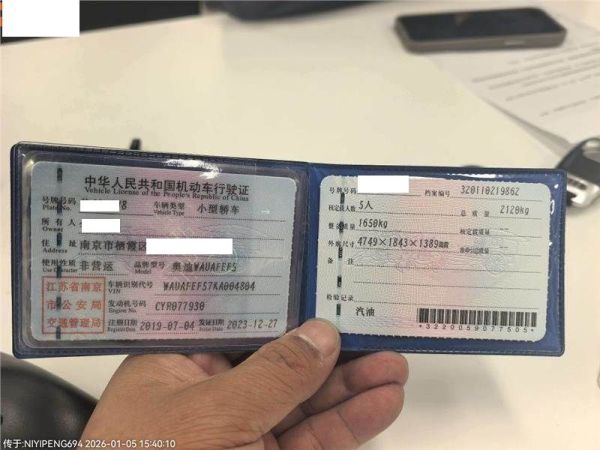 中华人民共和国机动车行驶证
Vehicle License of the People's Republic of China
号牌号码 8 车辆类型 小型轿车
Plate No. Vehicle Type
所有人
Owner
住址 南京市栖霞区
Address
使用性质 非营运 品牌型号 奥迪WAUAFEF5
Use Character Model
江苏省南京市公安局交通管理局
车辆识别代号 WAUAFEF57KA004804
VIN
发动机号码 CYR077930
Engine No.
注册日期 2019-07-04 发证日期 2023-12-27
Register Date Issue Date
号牌号码 档案编号 320110219862
核定载人数 5人 总质量 2120kg
整备质量 1650kg 核定载质量 --
外廓尺寸 4749×1843×1389mm 准牵引总质量 --
备注
检验记录
汽油
*3220059077505*
传于:NIYIPENG694 2026-01-05 15:40:10